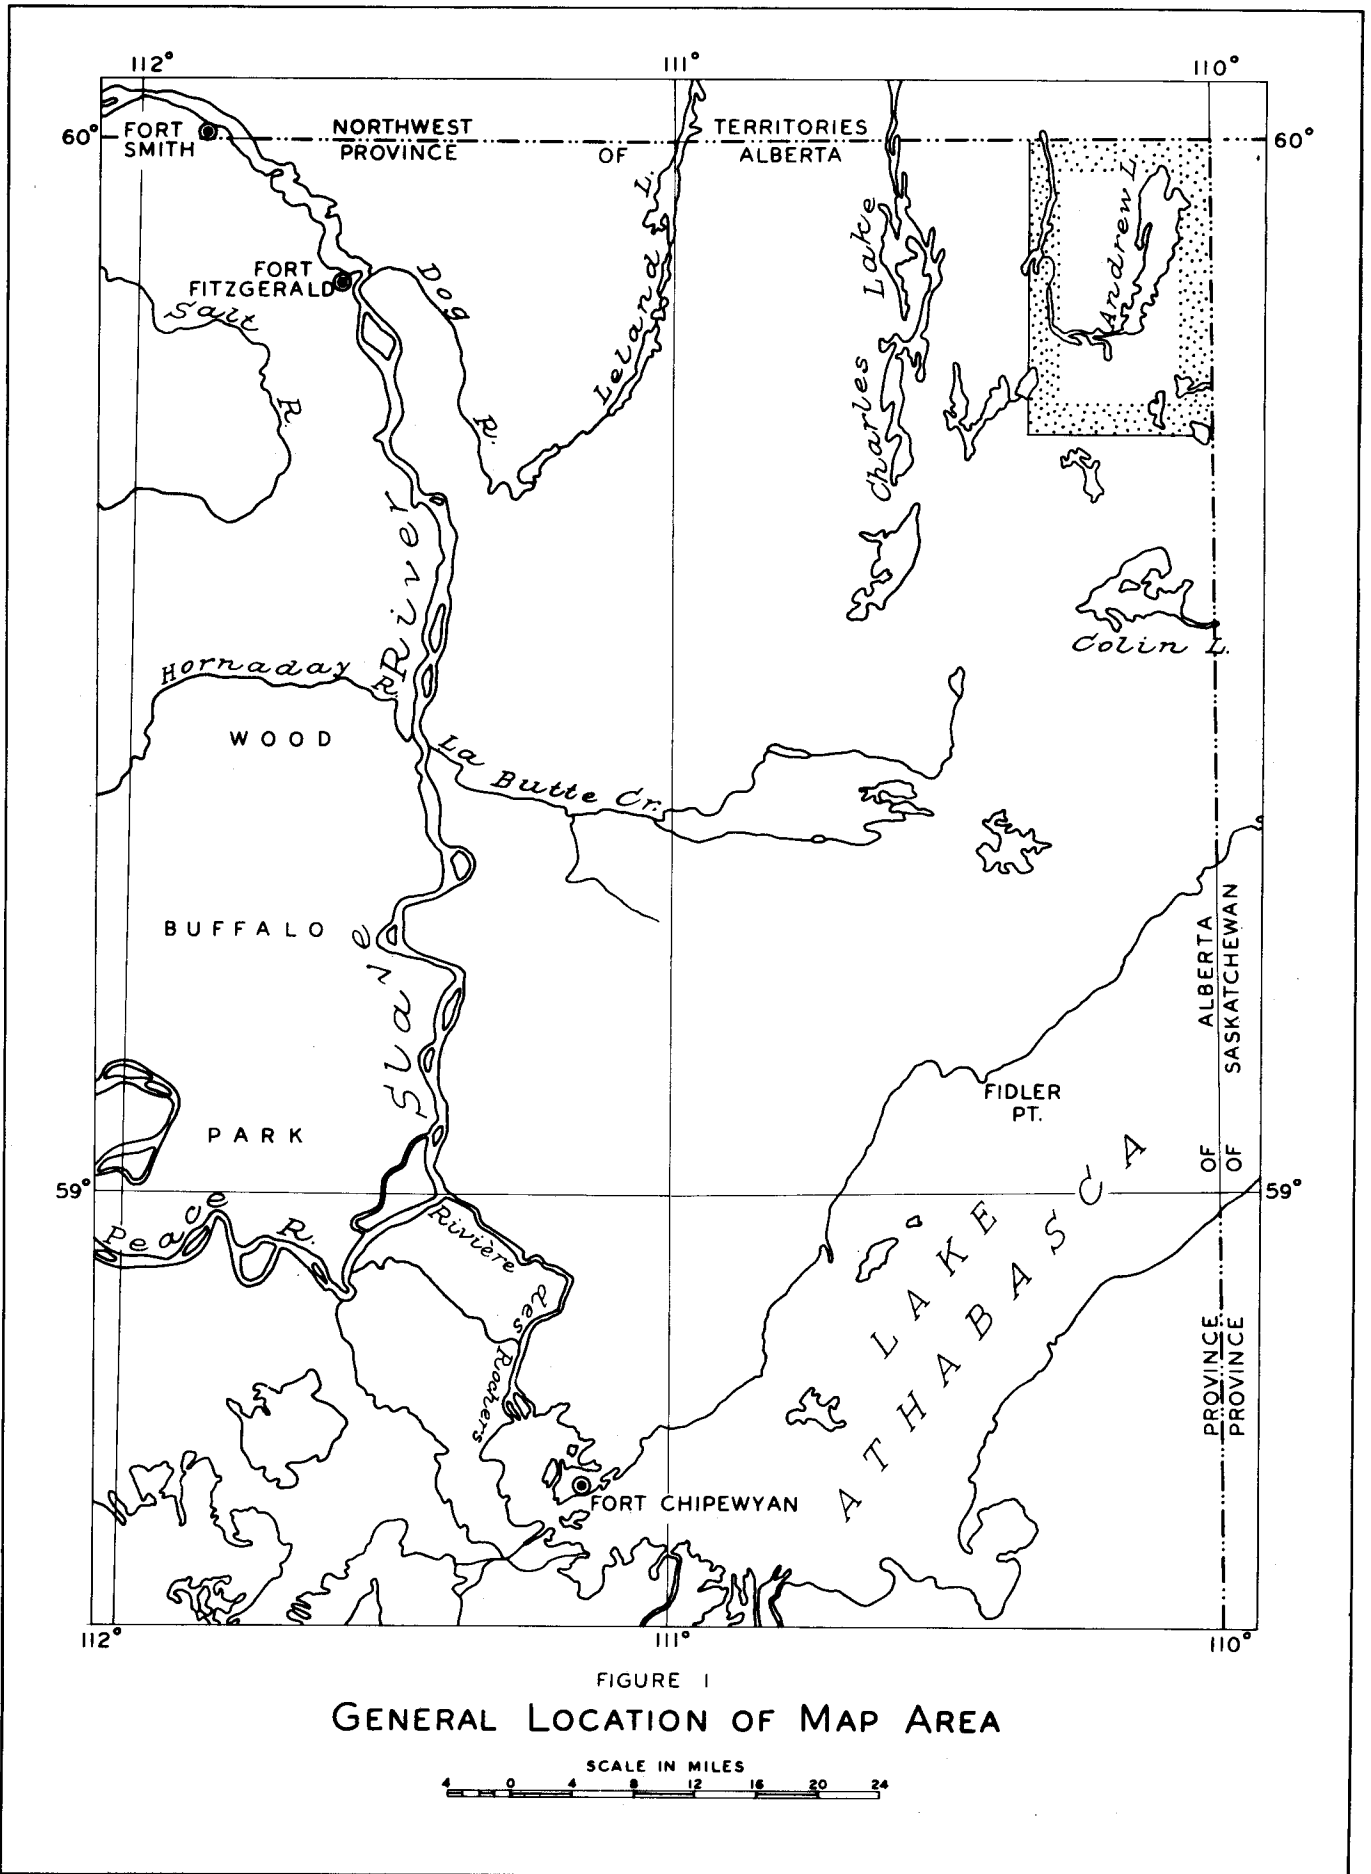 112°
111°
110°
60°
FORT
SMITH
NORTHWEST
TERRITORIES
PROVINCE
OF
ALBERTA
60°
FORT
FITZGERALD
Salt
R.
Dog
R.
Leland L.
Charles Lake
Andrew L.
Colin L.
Hornaday
R.
Slave River
WOOD
BUFFALO
PARK
La
Butte Cr.
FIDLER
PT.
PROVINCE OF ALBERTA
PROVINCE OF SASKATCHEWAN
59°
59°
Peace R.
Rivière
des
Rochers
LAKE
ATHABASCA
FORT CHIPEWYAN
112°
111°
110°
FIGURE 1
GENERAL LOCATION OF MAP AREA
SCALE IN MILES
4 0 4 8 12 16 20 24